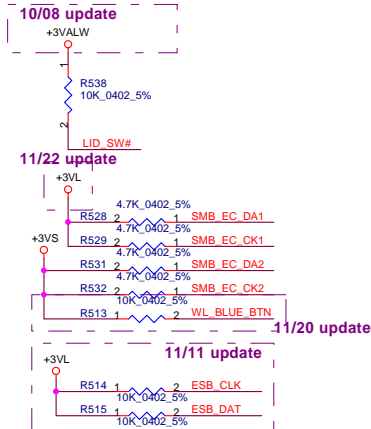 10/08 update
+3VALW
1
R538
10K_0402_5%
2
LID_SW#
11/22 update
+3VL
4.7K_0402_5%
R528 2 1 SMB_EC_DA1
4.7K_0402_5%
+3VS
R529 2 1 SMB_EC_CK1
4.7K_0402_5%
R531 2 1 SMB_EC_DA2
4.7K_0402_5%
R532 2 1 SMB_EC_CK2
10K_0402_5%
R513 1 2 WL_BLUE_BTN
11/20 update
11/11 update
+3VL
R514 1 2 ESB_CLK
10K_0402_5%
R515 1 2 ESB_DAT
10K_0402_5%